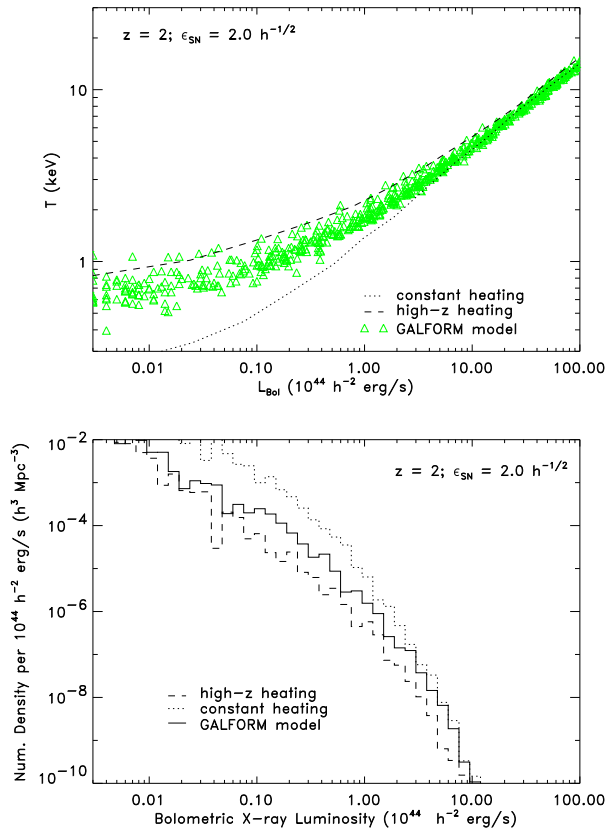 z = 2; ϵ_SN = 2.0 h^-1/2
10
1
T (keV)
constant heating
high-z heating
GALFORM model
0.01 0.10 1.00 10.00 100.00
L_Bol (10^44 h^-2 erg/s)
z = 2; ϵ_SN = 2.0 h^-1/2
10^-2
10^-4
10^-6
10^-8
10^-10
Num. Density per 10^44 h^-2 erg/s (h^3 Mpc^-3)
high-z heating
constant heating
GALFORM model
0.01 0.10 1.00 10.00 100.00
Bolometric X-ray Luminosity (10^44 h^-2 erg/s)